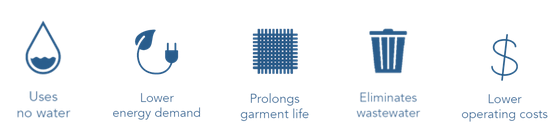 Uses
no water
Lower
energy demand
Prolongs
garment life
Eliminates
wastewater
Lower
operating costs